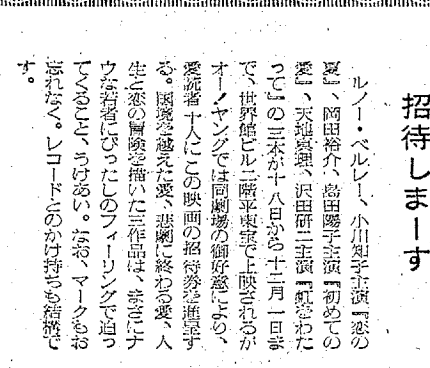 招待しまーす
ルノー・ベルレー、小川知子主演『恋の
夏』、岡田裕介、島田陽子主演『初めての
愛』、天地真理、沢田研二主演『虹をわた
って』の三本が十八日から十二月一日ま
で、世界館ビル二階平東宝で上映されるが
オー！ヤングでは同劇場の御好意により、
愛読者十人にこの映画の招待券を進呈す
る。国境を越えた愛、悲劇に終わる愛、人
生と恋の冒険を描いた三作品は、まさにナ
ウな若者にぴったしのフィーリングで迫っ
てくること、うけあい。なお、マークもお
忘れなく。レコードとのかけ持ちも結構で
す。